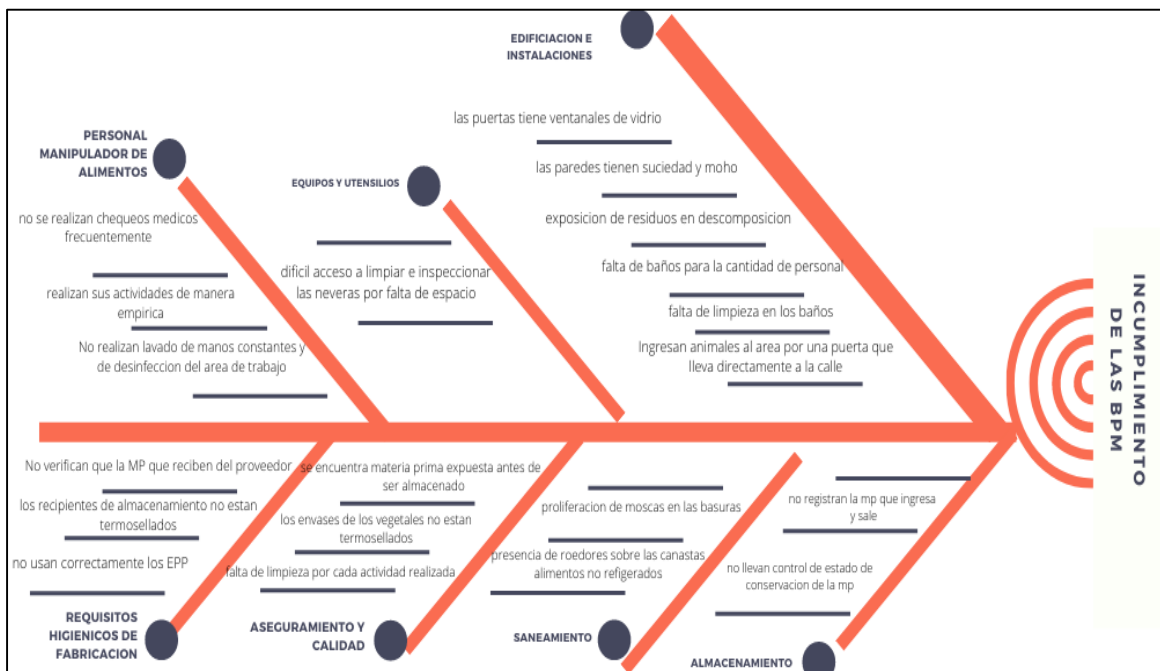 EDIFICIACION E
INSTALACIONES
las puertas tiene ventanales de vidrio
las paredes tienen suciedad y moho
exposicion de residuos en descomposicion
falta de baños para la cantidad de personal
falta de limpieza en los baños
Ingresan animales al area por una puerta que
lleva directamente a la calle
PERSONAL
MANIPULADOR DE
ALIMENTOS
no se realizan chequeos medicos
frecuentemente
realizan sus actividades de manera
empirica
No realizan lavado de manos constantes y
de desinfeccion del area de trabajo
EQUIPOS Y UTENSILIOS
dificil acceso a limpiar e inspeccionar
las neveras por falta de espacio
INCUMPLIMIENTO
DE LAS BPM
No verifican que la MP que reciben del proveedor
los recipientes de almacenamiento no estan
termosellados
no usan correctamente los EPP
REQUISITOS
HIGIENICOS DE
FABRICACION
se encuentra materia prima expuesta antes de
ser almacenado
los envases de los vegetales no estan
termosellados
falta de limpieza por cada actividad realizada
ASEGURAMIENTO Y
CALIDAD
proliferacion de moscas en las basuras
presencia de roedores sobre las canastas
alimentos no refigerados
SANEAMIENTO
no registran la mp que ingresa
y sale
no llevan control de estado de
conservacion de la mp
ALMACENAMIENTO